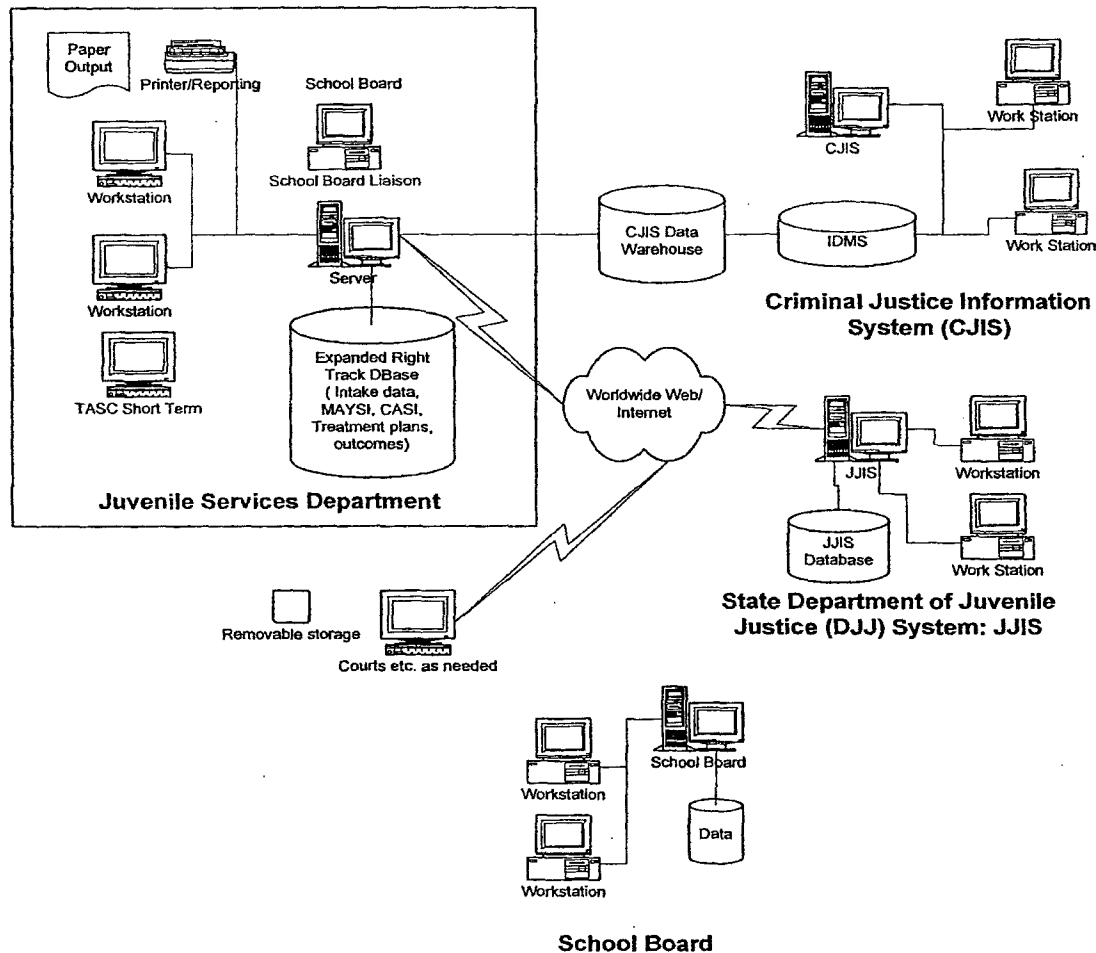 Paper
Output
Printer/Reporting
School Board
School Board Liaison
Workstation
Workstation
TASC Short Term
Server
Expanded Right
Track DBase
( Intake data,
MAYSI, CASI,
Treatment plans,
outcomes)
Juvenile Services Department
CJIS
Work Station
Work Station
CJIS Data
Warehouse
IDMS
Criminal Justice Information
System (CJIS)
Worldwide Web/
Internet
JJIS
Workstation
JJIS
Database
Work Station
State Department of Juvenile
Justice (DJJ) System: JJIS
Removable storage
Courts etc. as needed
School Board
Workstation
Data
Workstation
School Board